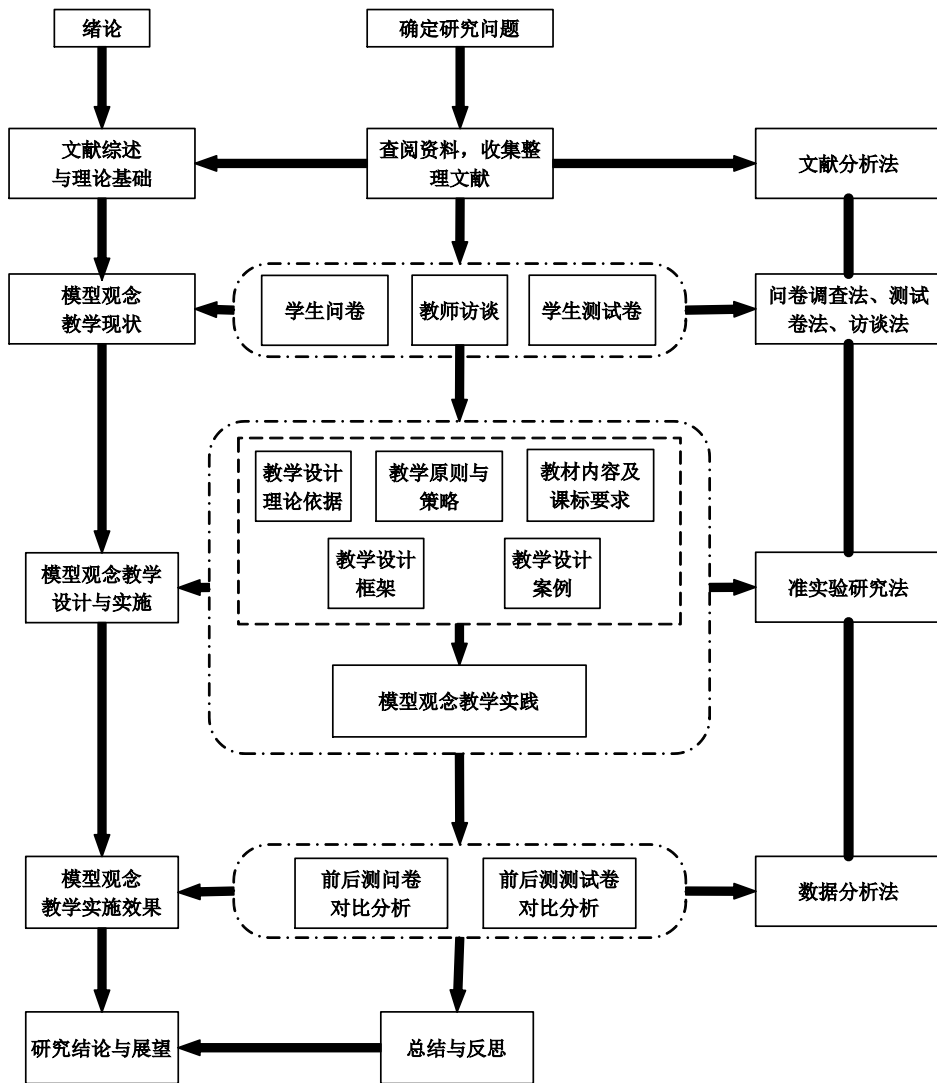 绪论
确定研究问题
文献综述
与理论基础
查阅资料，收集整
理文献
文献分析法
模型观念
教学现状
学生问卷
教师访谈
学生测试卷
问卷调查法、测试
卷法、访谈法
教学设计
理论依据
教学原则与
策略
教材内容及
课标要求
教学设计
框架
教学设计
案例
模型观念教学
设计与实施
准实验研究法
模型观念教学实践
模型观念
教学实施效果
前后测问卷
对比分析
前后测测试卷
对比分析
数据分析法
研究结论与展望
总结与反思